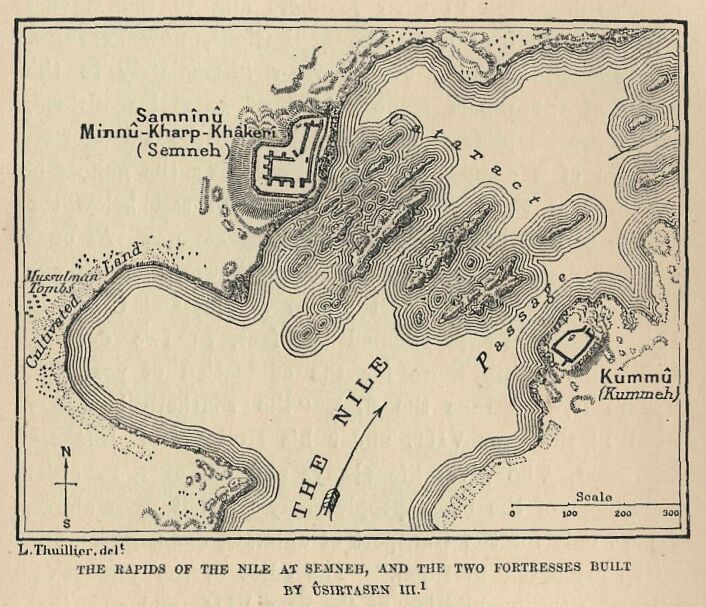 Samnînû
Minnû-Kharp-Khâkerî
(Semneh)
Cataract
Mussulman
Tombs
Cultivated Land
Passage
Kûmmû
(Kummeh)
THE NILE
N
S
Scale
0 100 200 300
L. Thuillier, delt
THE RAPIDS OF THE NILE AT SEMNEH, AND THE TWO FORTRESSES BUILT
BY ÛSIRTASEN III.1